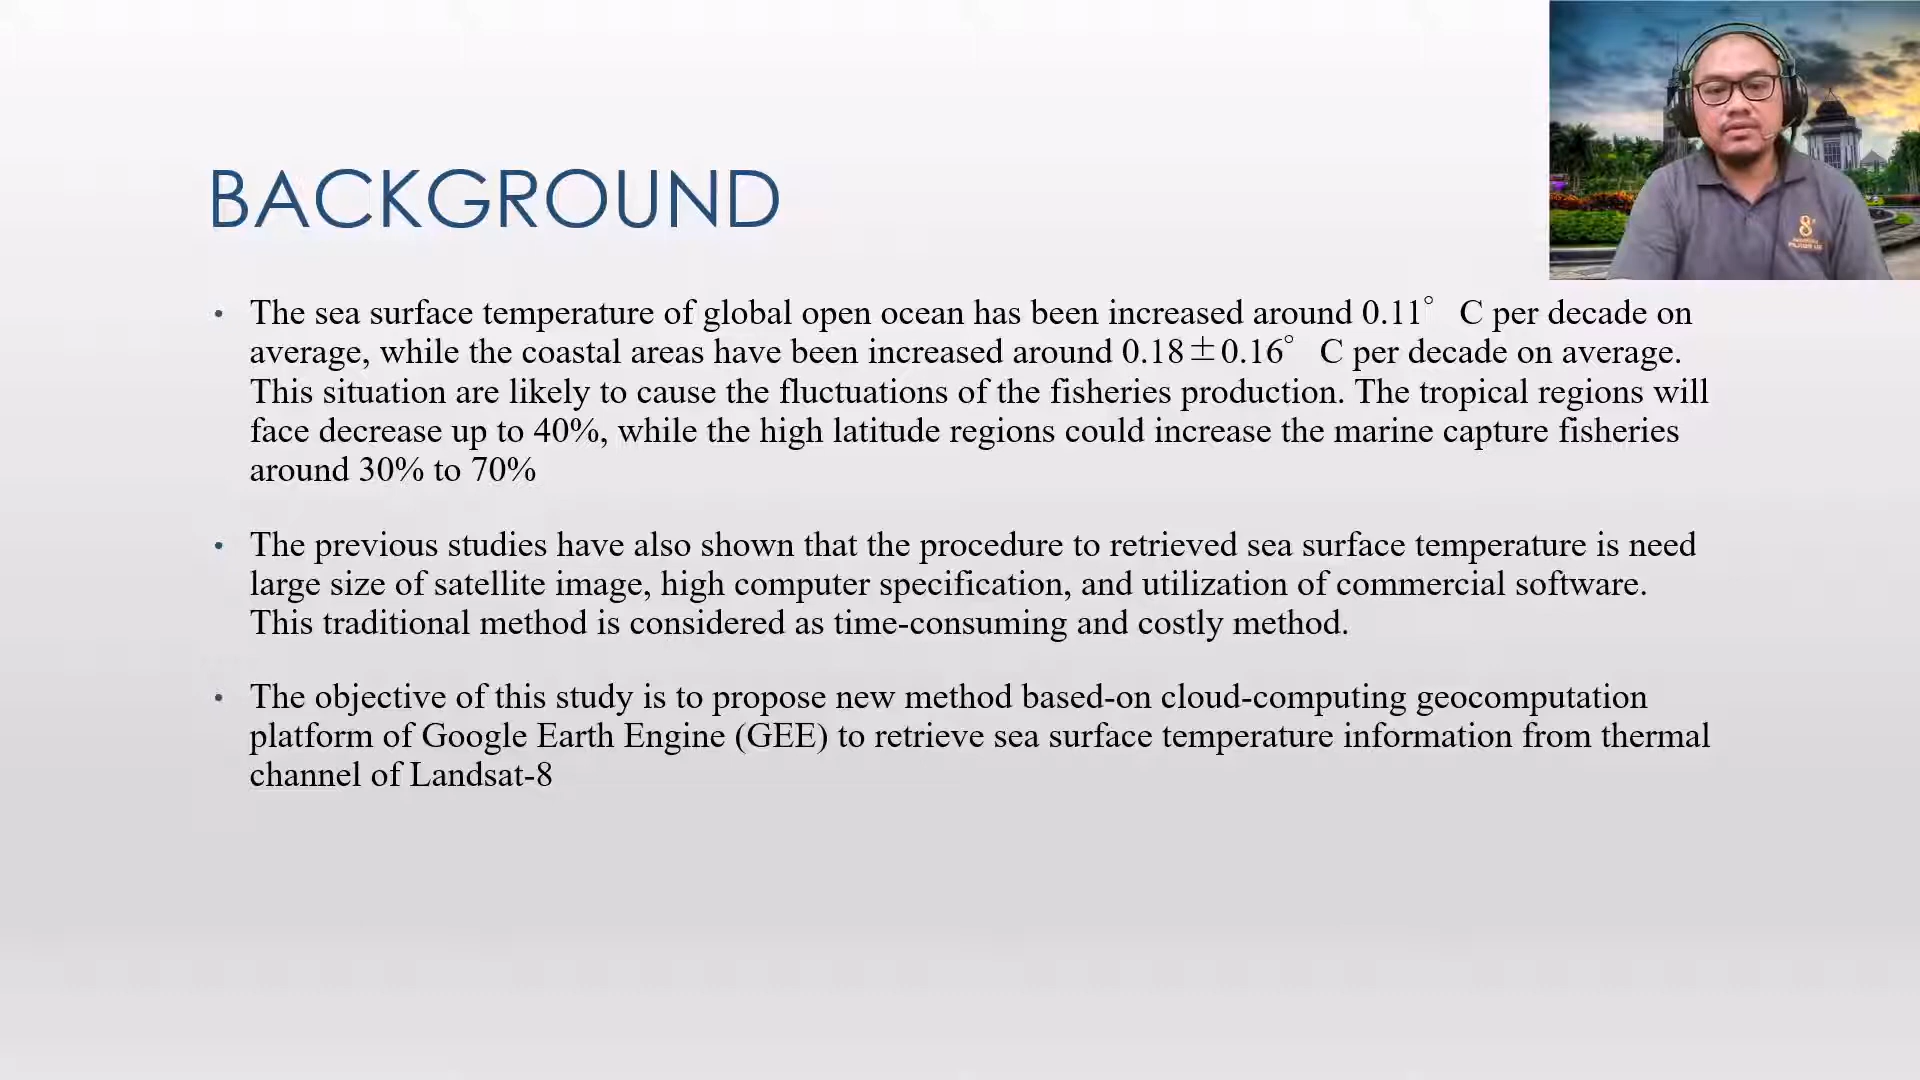 BACKGROUND
• The sea surface temperature of global open ocean has been increased around 0.11° C per decade on
average, while the coastal areas have been increased around 0.18±0.16° C per decade on average.
This situation are likely to cause the fluctuations of the fisheries production. The tropical regions will
face decrease up to 40%, while the high latitude regions could increase the marine capture fisheries
around 30% to 70%
• The previous studies have also shown that the procedure to retrieved sea surface temperature is need
large size of satellite image, high computer specification, and utilization of commercial software.
This traditional method is considered as time-consuming and costly method.
• The objective of this study is to propose new method based-on cloud-computing geocomputation
platform of Google Earth Engine (GEE) to retrieve sea surface temperature information from thermal
channel of Landsat-8